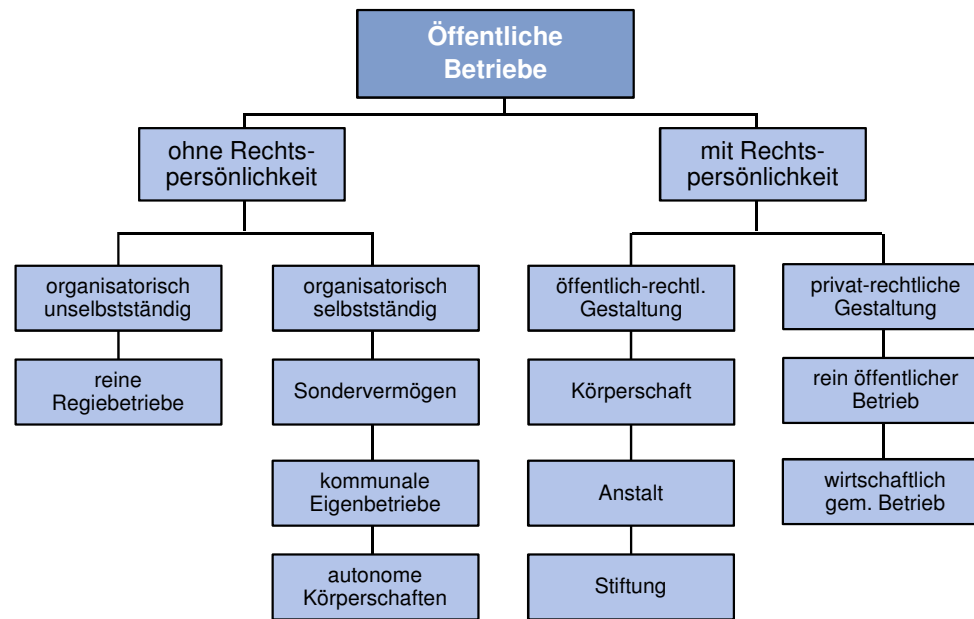 Öffentliche
Betriebe
ohne Rechts-
persönlichkeit
mit Rechts-
persönlichkeit
organisatorisch
unselbstständig
organisatorisch
selbstständig
öffentlich-rechtl.
Gestaltung
privat-rechtliche
Gestaltung
reine
Regiebetriebe
Sondervermögen
Körperschaft
rein öffentlicher
Betrieb
kommunale
Eigenbetriebe
Anstalt
wirtschaftlich
gem. Betrieb
autonome
Körperschaften
Stiftung